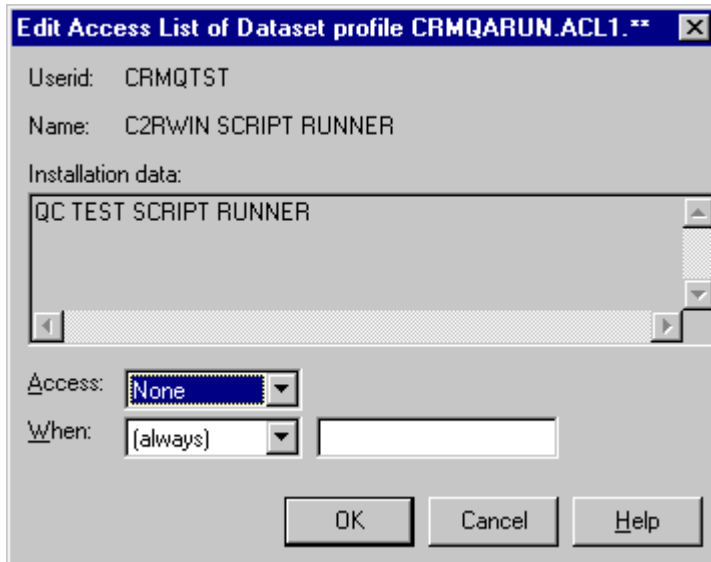 Edit Access List of Dataset profile CRMQARUN.ACL1.**
Userid: CRMQTST
Name: C2RWIN SCRIPT RUNNER
Installation data:
QC TEST SCRIPT RUNNER
Access: None
When: (always)
OK Cancel Help